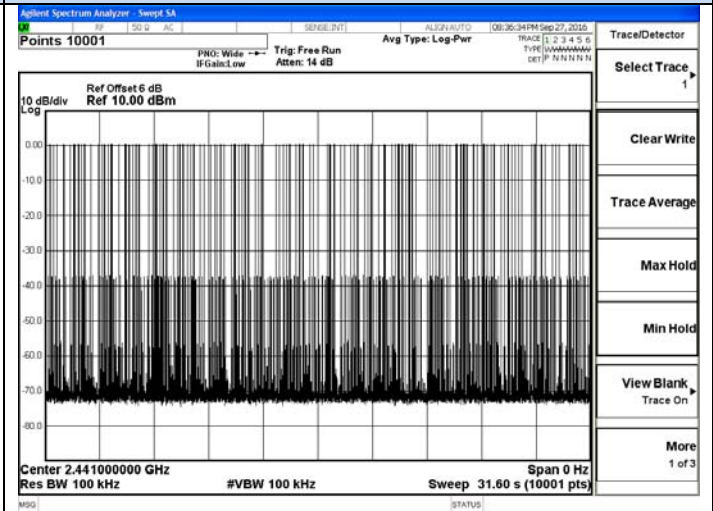 Agilent Spectrum Analyzer - Swept SA
RF 50 Ω AC SENSE:INT ALIGN AUTO 08:36:34 PM Sep 27, 2016
Points 10001
Avg Type: Log-Pwr
TRACE 1 2 3 4 5 6
TYPE
DET P N N N N N
PNO: Wide
IFGain:Low
Trig: Free Run
Atten: 14 dB
Trace/Detector
Select Trace
1
Clear Write
Trace Average
Max Hold
Min Hold
View Blank
Trace On
More
1 of 3
10 dB/div
Log
Ref Offset 6 dB
Ref 10.00 dBm
0.00
-10.0
-20.0
-30.0
-40.0
-50.0
-60.0
-70.0
-80.0
Center 2.441000000 GHz
Span 0 Hz
Res BW 100 kHz
#VBW 100 kHz
Sweep 31.60 s (10001 pts)
MSG
STATUS